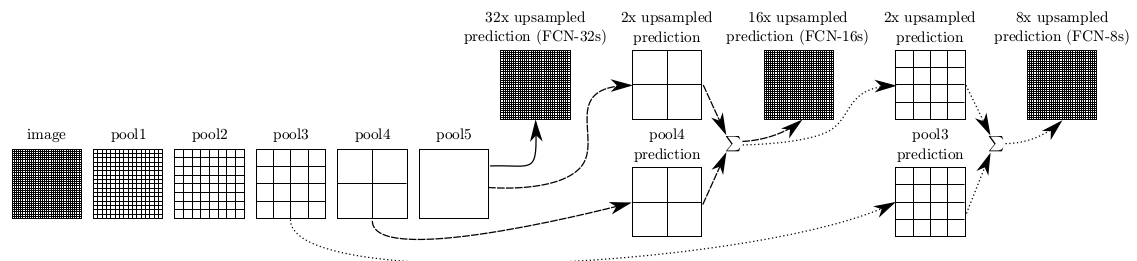 32x upsampled
prediction (FCN-32s)
2x upsampled
prediction
16x upsampled
prediction (FCN-16s)
2x upsampled
prediction
8x upsampled
prediction (FCN-8s)
image
pool1
pool2
pool3
pool4
pool5
pool4
prediction
∑
pool3
prediction
∑